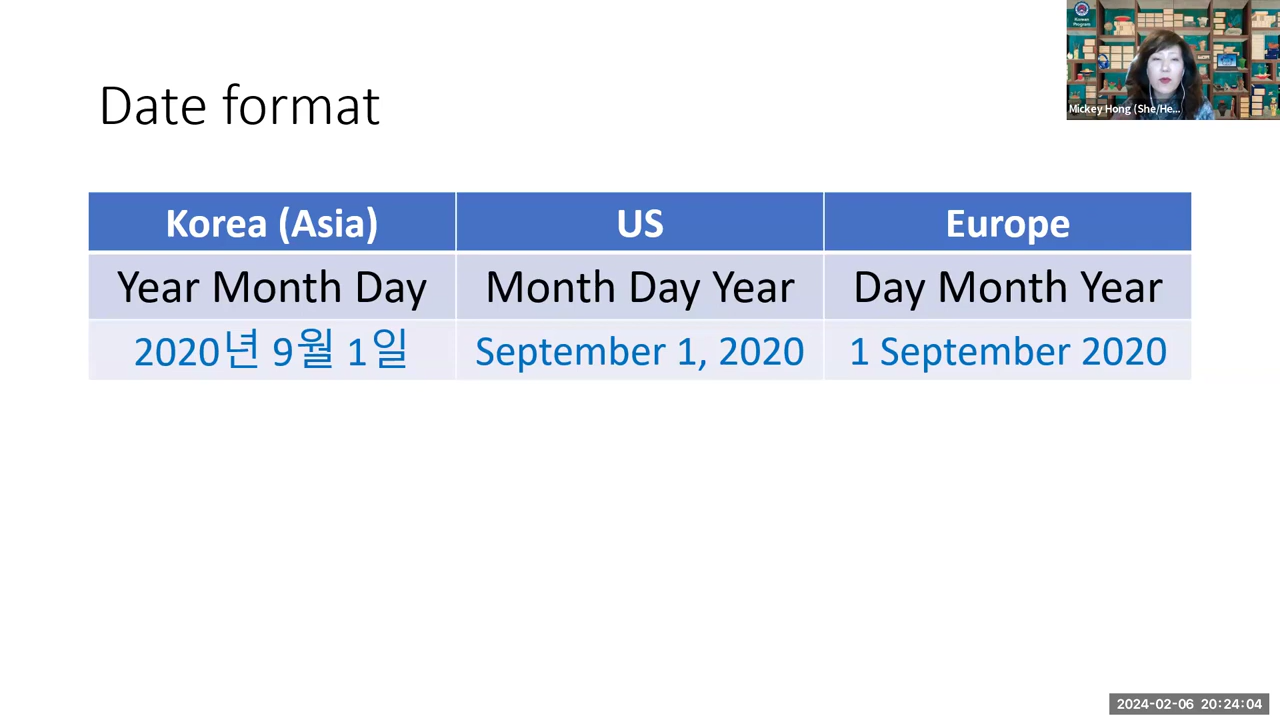 Korean
Program
Mickey Hong (She/He...
Date format
Korea (Asia) US Europe
Year Month Day Month Day Year Day Month Year
2020년 9월 1일 September 1, 2020 1 September 2020
2024-02-06 20:24:04